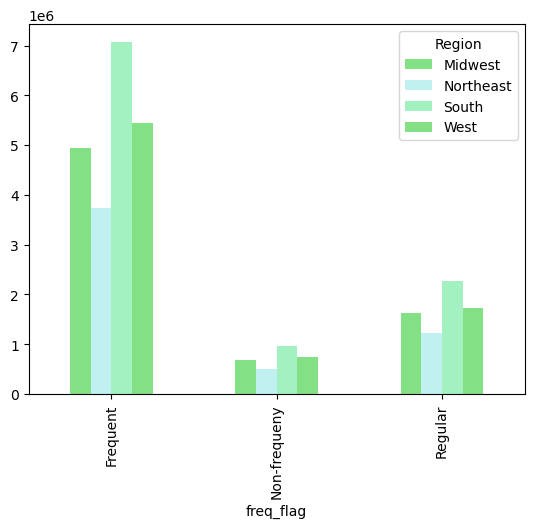 1e6
Region
Midwest
Northeast
South
West
7
6
5
4
3
2
1
0
Frequent
Non-frequeny
Regular
freq_flag